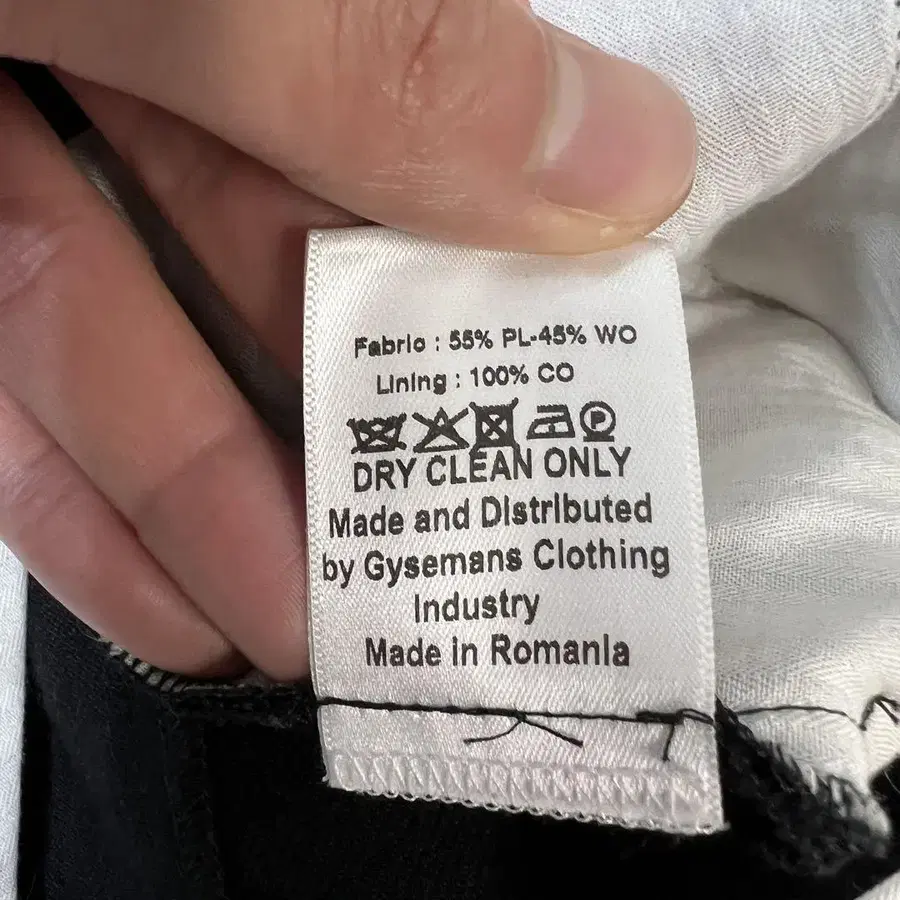 Fabric : 55% PL-45% WO
Lining : 100% CO
P
DRY CLEAN ONLY
Made and Distributed
by Gysemans Clothing
Industry
Made in Romania